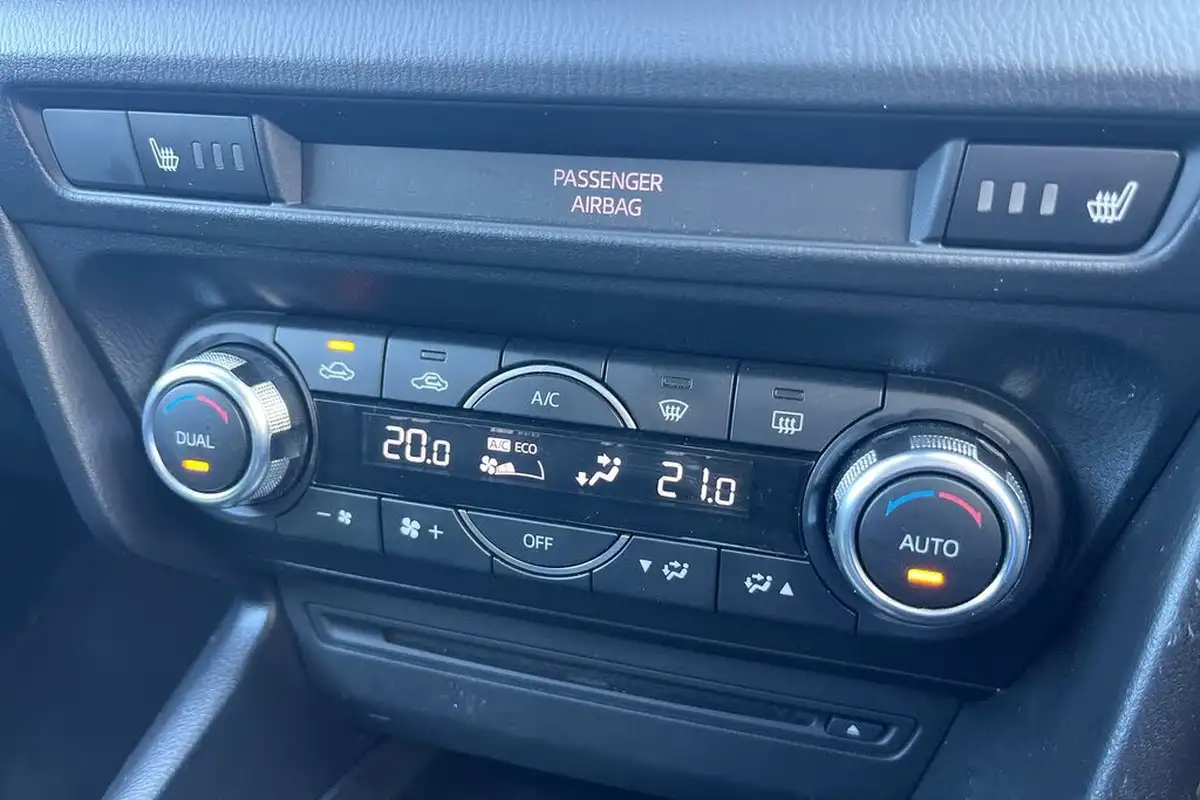 PASSENGER
AIRBAG
A/C
DUAL
20.0
A/C ECO
21.0
AUTO
OFF